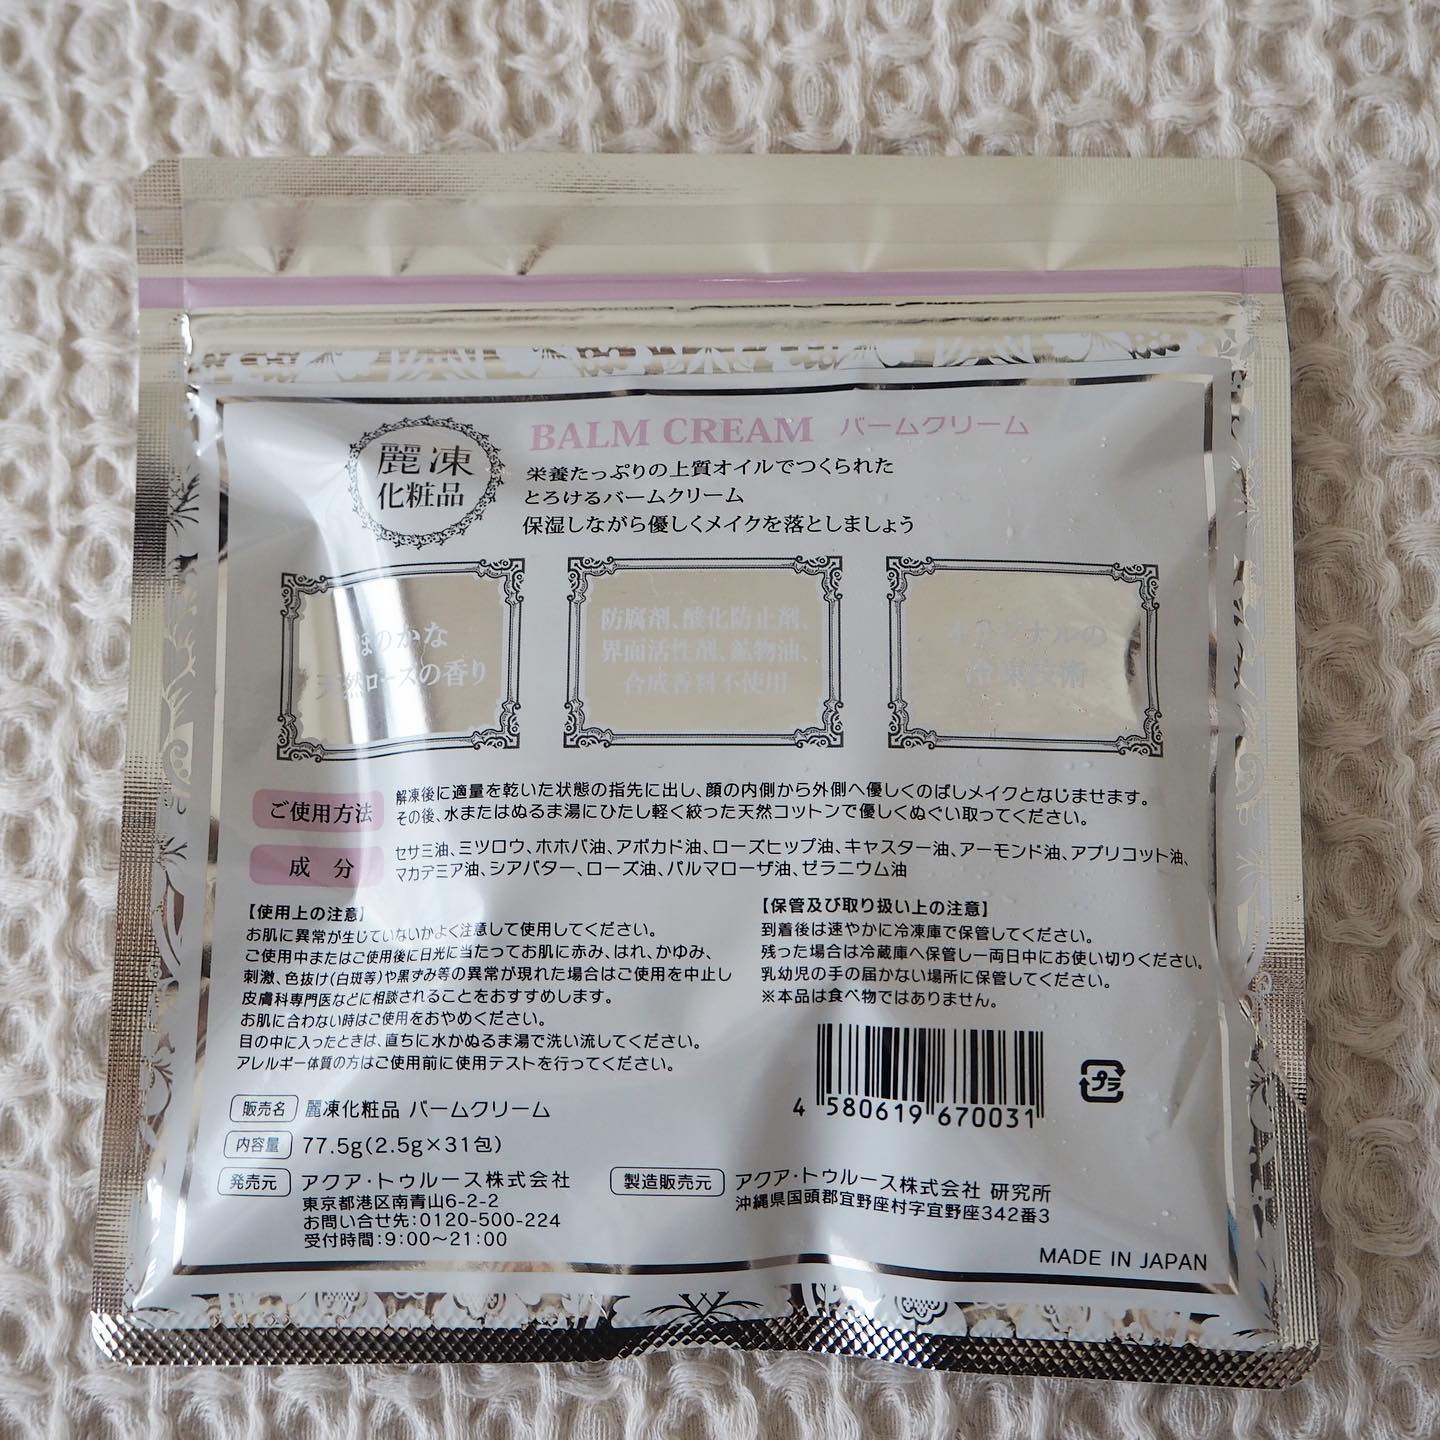 麗凍
化粧品
BALM CREAM バームクリーム
栄養たっぷりの上質オイルでつくられた
とろけるバームクリーム
保湿しながら優しくメイクを落としましょう
ほのかな
天然ローズの香り
防腐剤、酸化防止剤、
界面活性剤、鉱物油、
合成香料不使用
オリジナルの
冷凍技術
ご使用方法
解凍後に適量を乾いた状態の指先に出し、顔の内側から外側へ優しくのばしメイクとなじませます。
その後、水またはぬるま湯にひたし軽く絞った天然コットンで優しくぬぐい取ってください。
成 分
セサミ油、ミツロウ、ホホバ油、アボカド油、ローズヒップ油、キャスター油、アーモンド油、アプリコット油、
マカデミア油、シアバター、ローズ油、パルマローザ油、ゼラニウム油
【使用上の注意】
お肌に異常が生じていないかよく注意して使用してください。
ご使用中またはご使用後に日光に当たってお肌に赤み、はれ、かゆみ、
刺激、色抜け(白斑等)や黒ずみ等の異常が現れた場合はご使用を中止し
皮膚科専門医などに相談されることをおすすめします。
お肌に合わない時はご使用をおやめください。
目の中に入ったときは、直ちに水かぬるま湯で洗い流してください。
アレルギー体質の方はご使用前に使用テストを行ってください。
【保管及び取り扱い上の注意】
到着後は速やかに冷凍庫で保管してください。
残った場合は冷蔵庫へ保管し一両日中にお使い切りください。
乳幼児の手の届かない場所に保管してください。
※本品は食べ物ではありません。
4 580619 670031
プラ
販売名 麗凍化粧品 バームクリーム
内容量 77.5g(2.5g×31包)
発売元 アクア・トゥルース株式会社
東京都港区南青山6-2-2
お問い合せ先:0120-500-224
受付時間:9:00〜21:00
製造販売元 アクア・トゥルース株式会社 研究所
沖縄県国頭郡宜野座村字宜野座342番3
MADE IN JAPAN